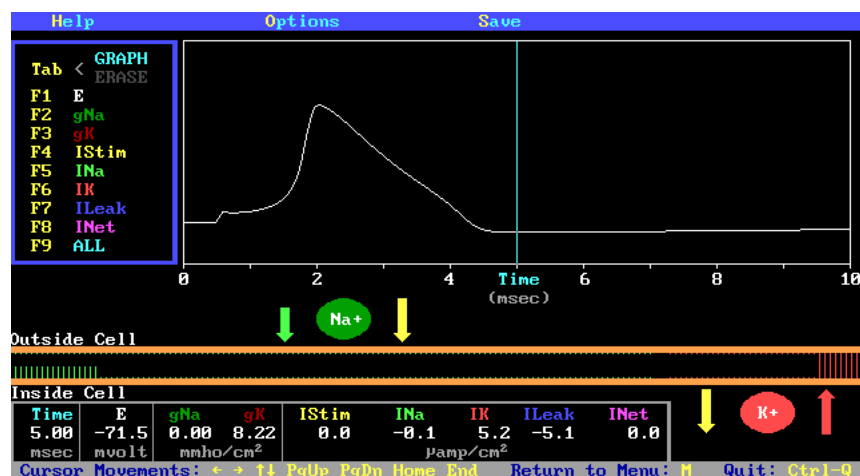 Help Options Save
Tab < GRAPH
ERASE
F1 E
F2 gNa
F3 gK
F4 IStim
F5 INa
F6 IK
F7 ILeak
F8 INet
F9 ALL
0 2 4 Time 6 8 10
(msec)
Na+
Outside Cell
Inside Cell
Time E gNa gK IStim INa IK ILeak INet
5.00 -71.5 0.00 8.22 0.0 -0.1 5.2 -5.1 0.0
msec mvolt mmho/cm² µamp/cm²
K+
Cursor Movements: ← → ↑↓ PgUp PgDn Home End Return to Menu: M Quit: Ctrl-Q